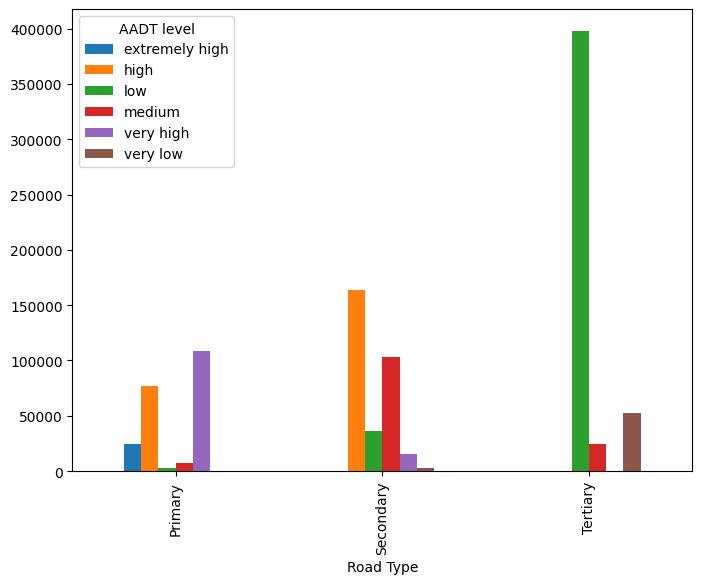 AADT level
extremely high
high
low
medium
very high
very low
400000
350000
300000
250000
200000
150000
100000
50000
0
Primary
Secondary
Tertiary
Road Type